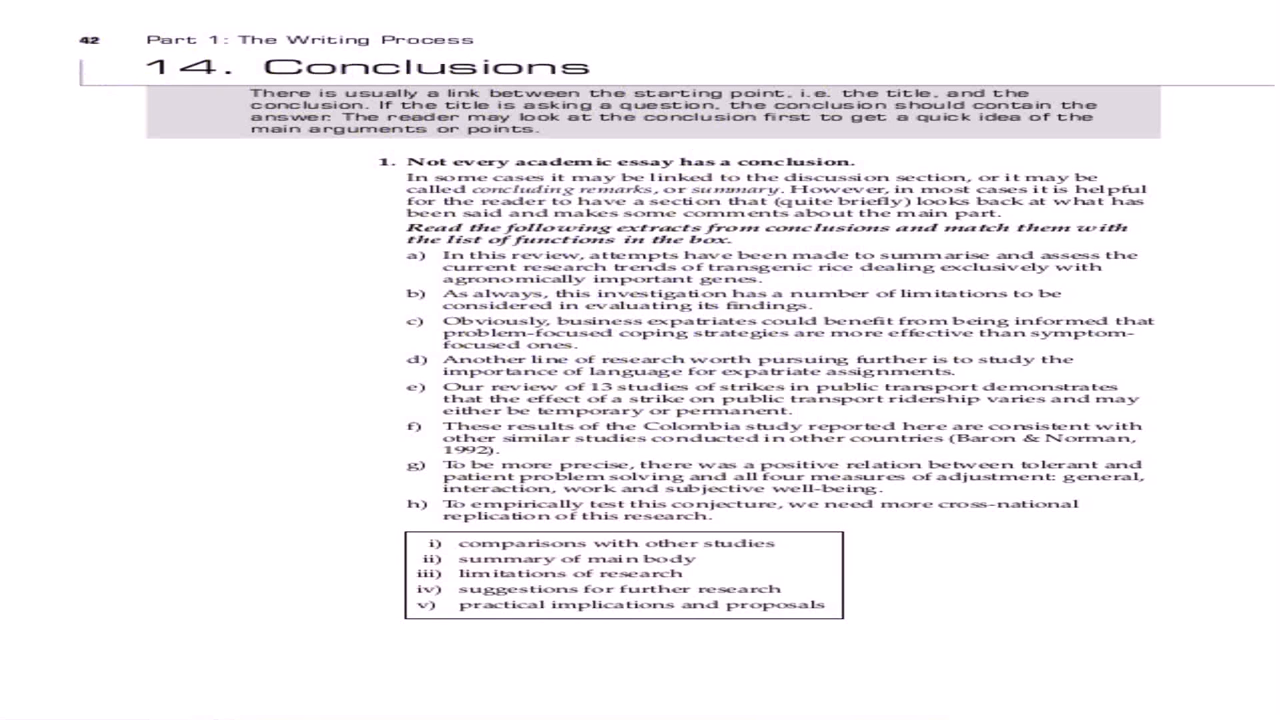 42 Part 1: The Writing Process
14. Conclusions
There is usually a link between the starting point, i.e. the title, and the
conclusion. If the title is asking a question, the conclusion should contain the
answer. The reader may look at the conclusion first to get a quick idea of the
main arguments or points.
1. Not every academic essay has a conclusion.
In some cases it may be linked to the discussion section, or it may be
called concluding remarks, or summary. However, in most cases it is helpful
for the reader to have a section that (quite briefly) looks back at what has
been said and makes some comments about the main part.
Read the following extracts from conclusions and match them with
the list of functions in the box.
a) In this review, attempts have been made to summarise and assess the
current research trends of transgenic rice dealing exclusively with
agronomically important genes.
b) As always, this investigation has a number of limitations to be
considered in evaluating its findings.
c) Obviously, business expatriates could benefit from being informed that
problem-focused coping strategies are more effective than symptom-
focused ones.
d) Another line of research worth pursuing further is to study the
importance of language for expatriate assignments.
e) Our review of 13 studies of strikes in public transport demonstrates
that the effect of a strike on public transport ridership varies and may
either be temporary or permanent.
f) These results of the Colombia study reported here are consistent with
other similar studies conducted in other countries (Baron & Norman,
1992).
g) To be more precise, there was a positive relation between tolerant and
patient problem solving and all four measures of adjustment: general,
interaction, work and subjective well-being.
h) To empirically test this conjecture, we need more cross-national
replication of this research.
i) comparisons with other studies
ii) summary of main body
iii) limitations of research
iv) suggestions for further research
v) practical implications and proposals